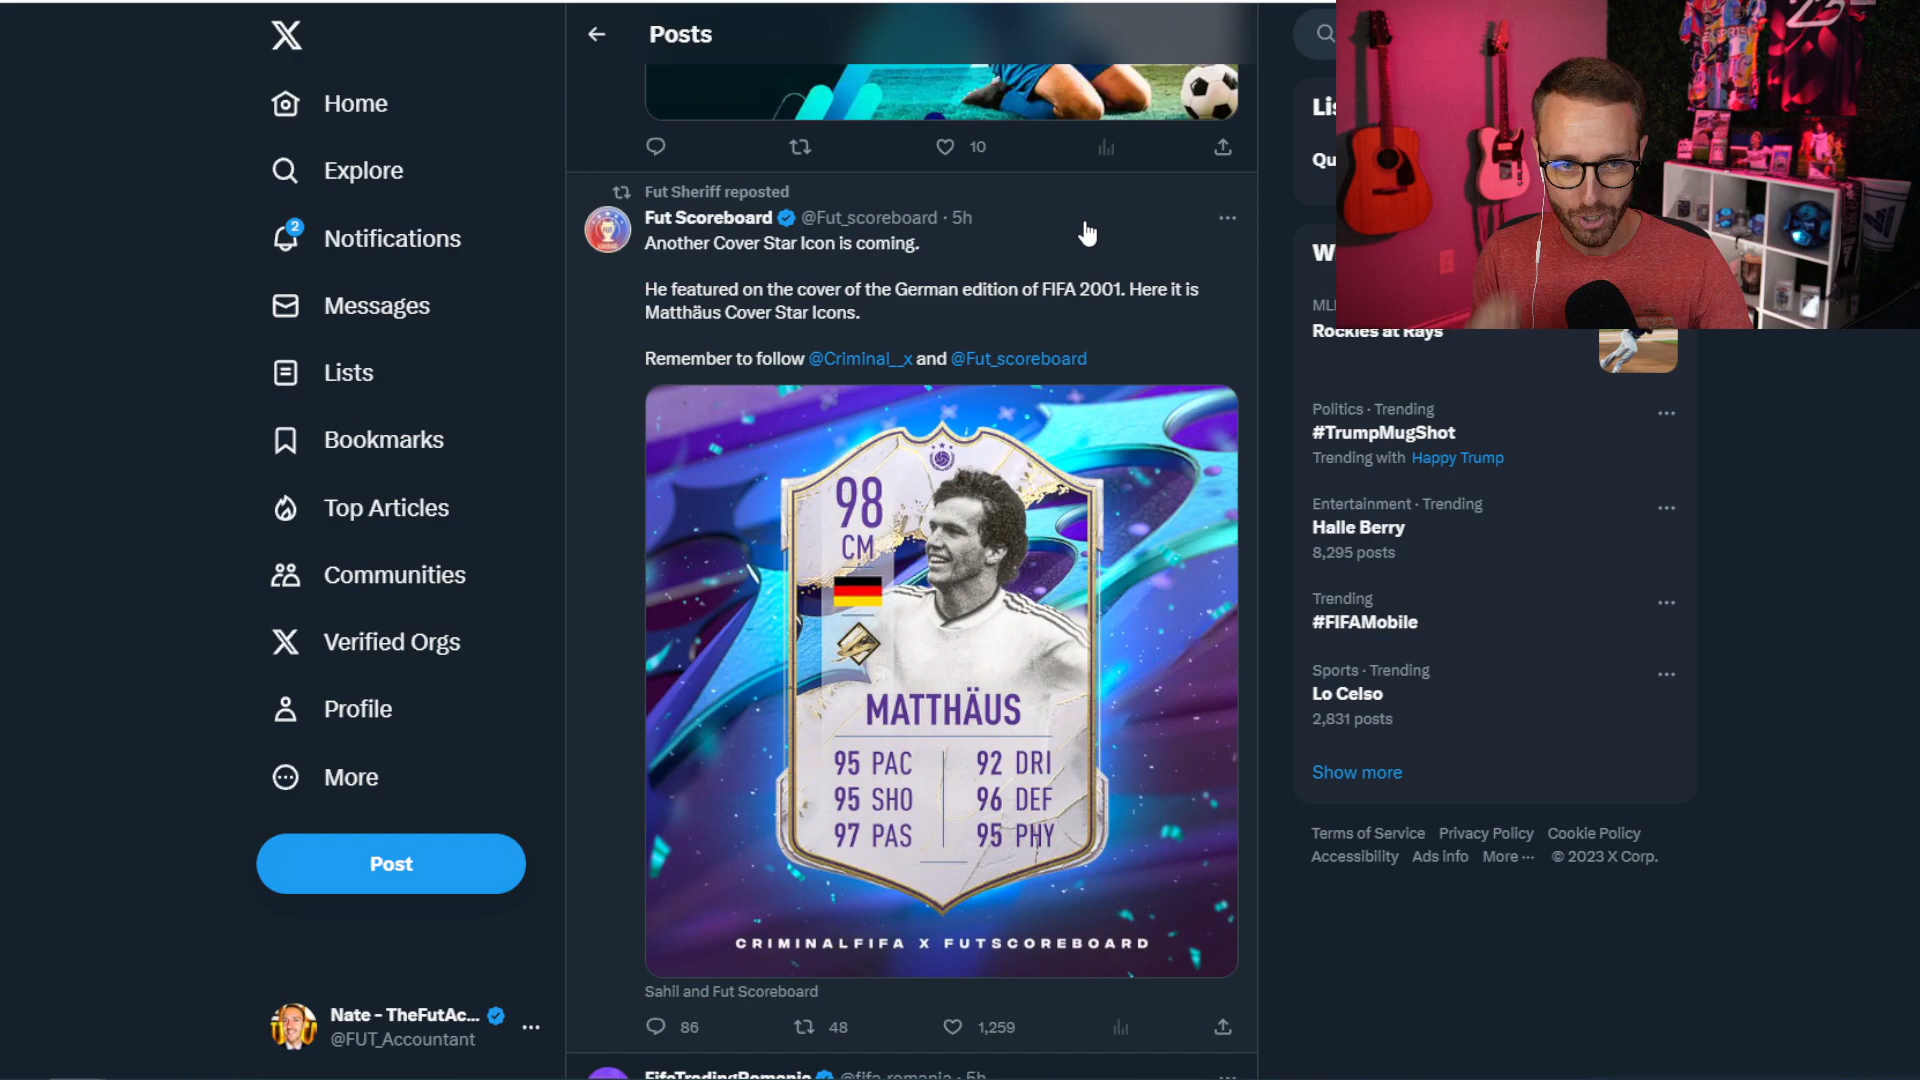 Home
Explore
2
Notifications
Messages
Lists
Bookmarks
Top Articles
Communities
Verified Orgs
Profile
More
Post
Nate - TheFutAc...
@FUT_Accountant
Posts
10
Fut Sheriff reposted
Fut Scoreboard @Fut_scoreboard · 5h
Another Cover Star Icon is coming.
He featured on the cover of the German edition of FIFA 2001. Here it is
Matthäus Cover Star Icons.
Remember to follow @Criminal__x and @Fut_scoreboard
98
CM
MATTHÄUS
95 PAC 92 DRI
95 SHO 96 DEF
97 PAS 95 PHY
CRIMINALFIFA X FUTSCOREBOARD
Sahil and Fut Scoreboard
86 48 1,259
FifaTradingRomania @fifa_romania · 5h
Rockies at Rays
Politics · Trending
#TrumpMugShot
Trending with Happy Trump
Entertainment · Trending
Halle Berry
8,295 posts
Trending
#FIFAMobile
Sports · Trending
Lo Celso
2,831 posts
Show more
Terms of Service Privacy Policy Cookie Policy
Accessibility Ads info More ··· © 2023 X Corp.